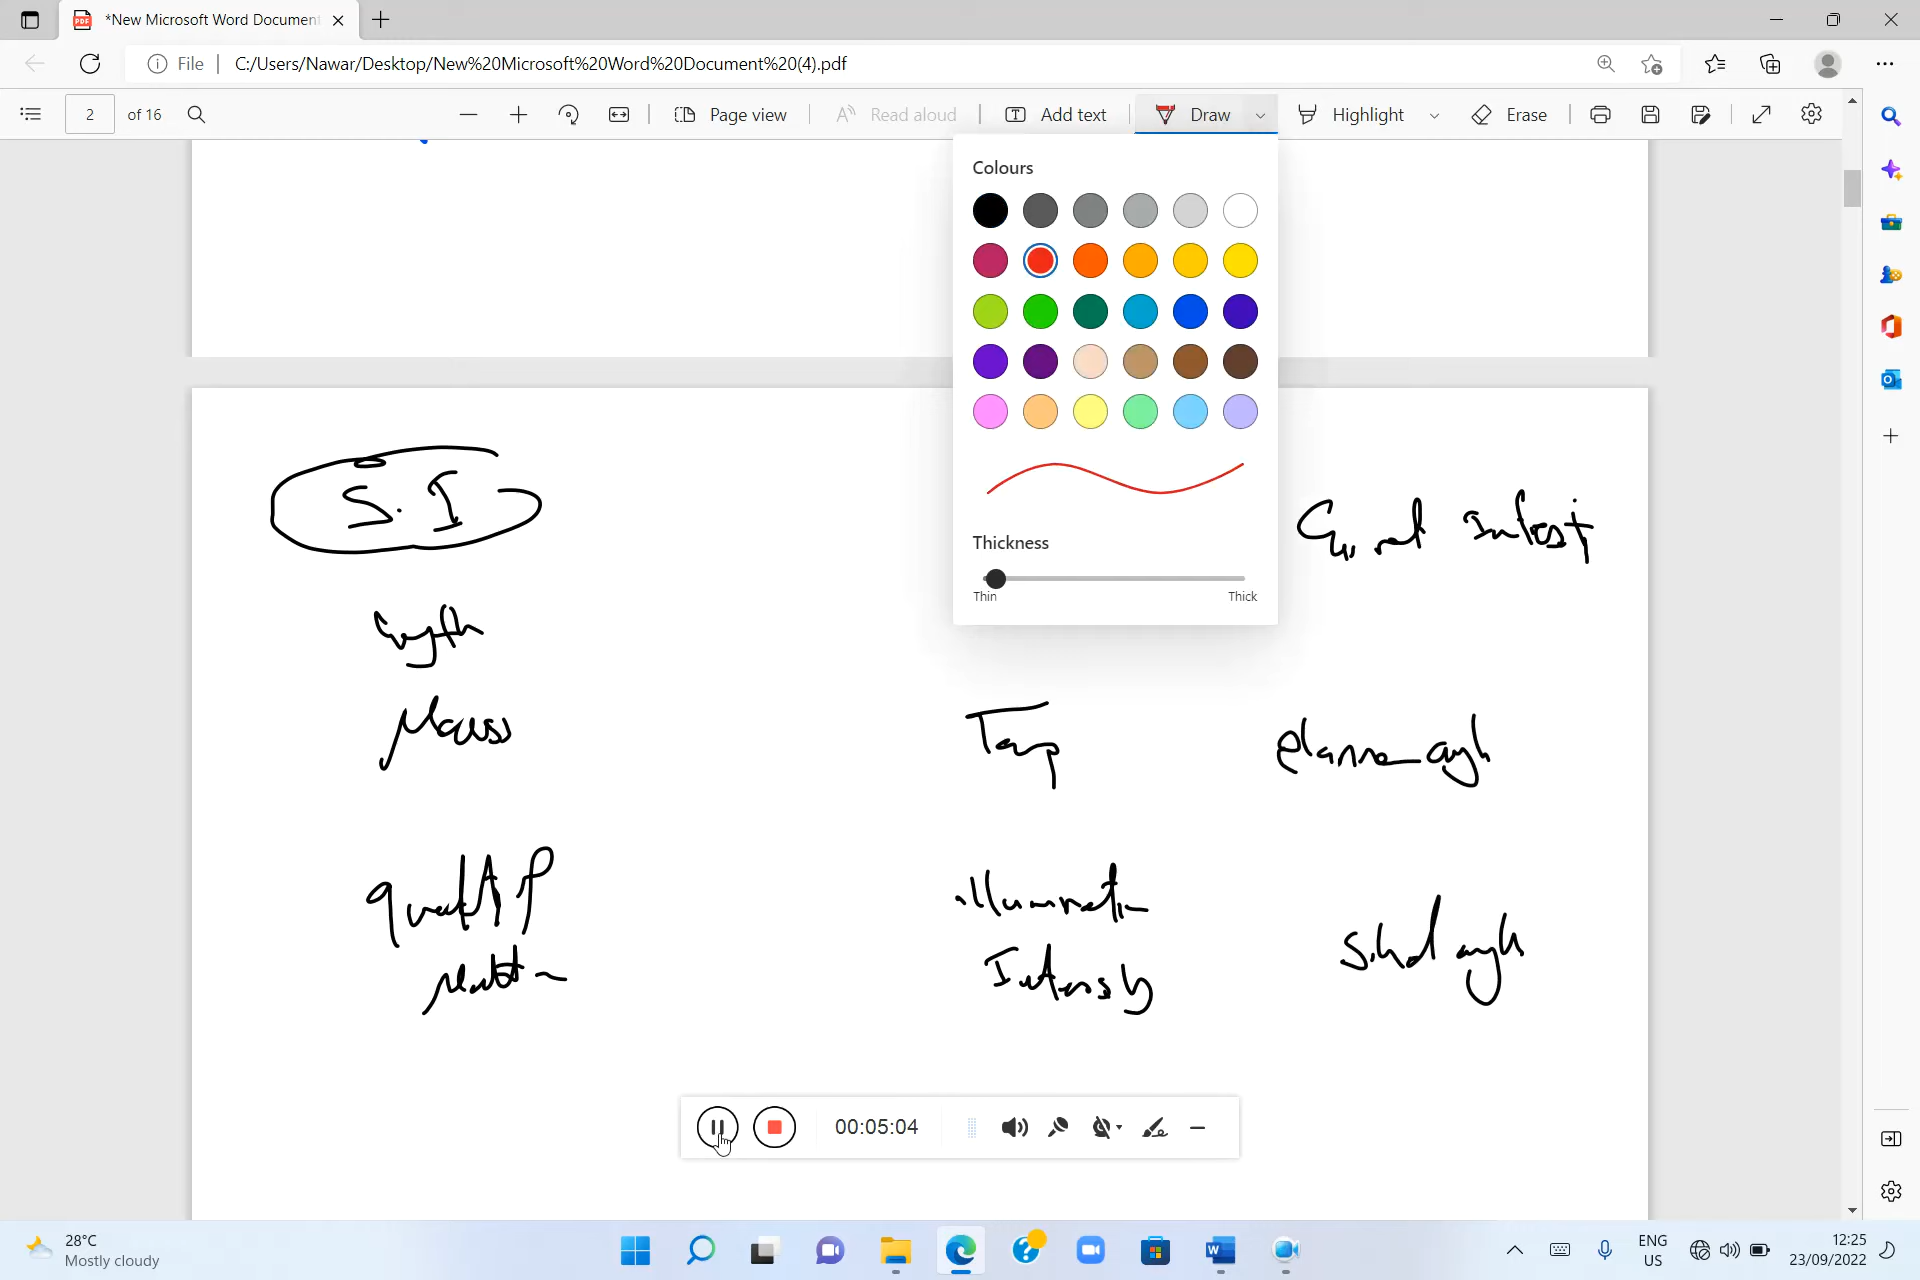 *New Microsoft Word Document
File
C:/Users/Nawar/Desktop/New%20Microsoft%20Word%20Document%20(4).pdf
2 of 16
Page view
Read aloud
Add text
Draw
Highlight
Erase
Colours
Thickness
Thin
Thick
S.I
Mass
Temp
Intensity
00:05:04
28°C
Mostly cloudy
ENG
US
12:25
23/09/2022